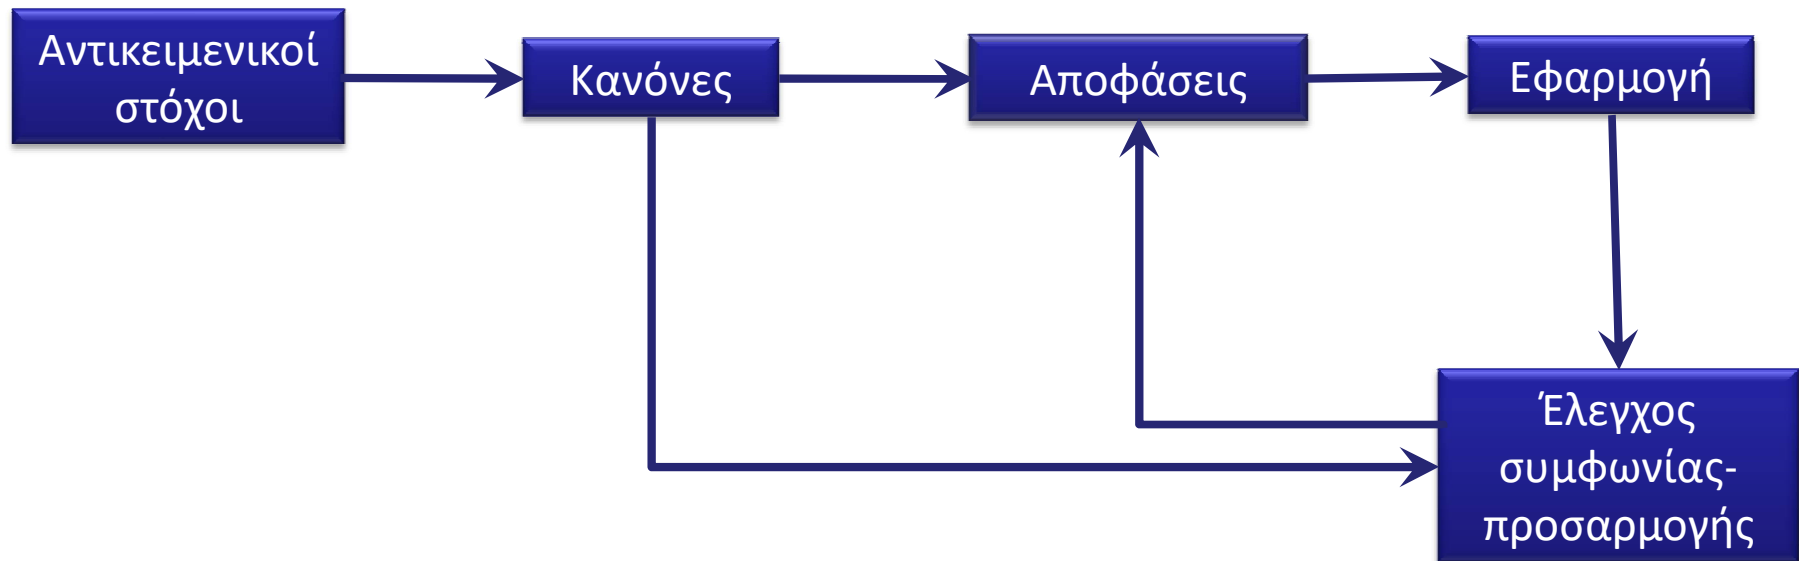 Αντικειμενικοί
στόχοι
Κανόνες
Αποφάσεις
Εφαρμογή
Έλεγχος
συμφωνίας-
προσαρμογής